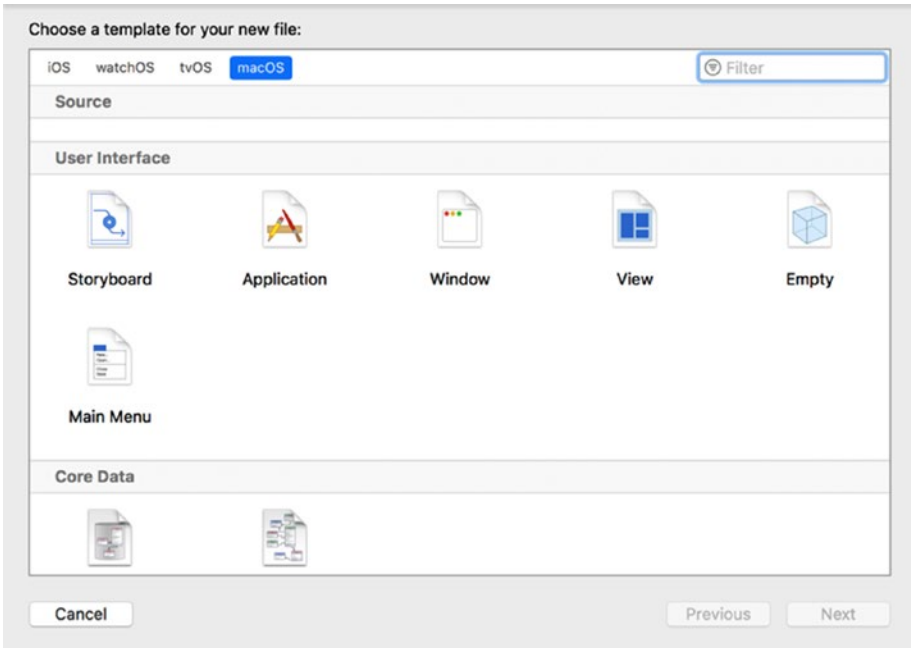 Choose a template for your new file:
iOS watchOS tvOS macOS Filter
Source
User Interface
Storyboard Application Window View Empty
Main Menu
Core Data
Cancel Previous Next